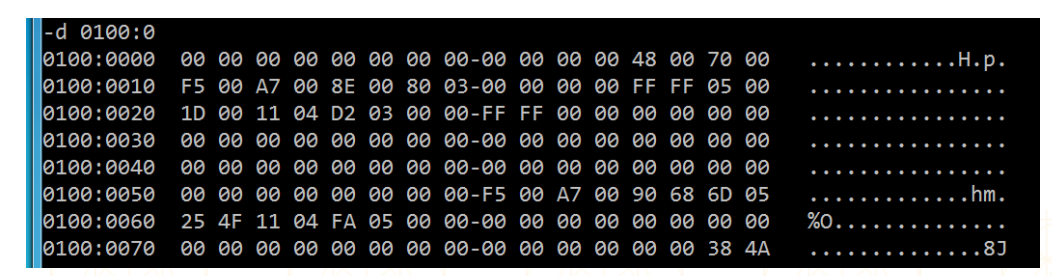 -d 0100:0
0100:0000  00 00 00 00 00 00 00 00-00 00 00 00 48 00 70 00   ............H.p.
0100:0010  F5 00 A7 00 8E 00 80 03-00 00 00 00 FF FF 05 00   ................
0100:0020  1D 00 11 04 D2 03 00 00-FF FF 00 00 00 00 00 00   ................
0100:0030  00 00 00 00 00 00 00 00-00 00 00 00 00 00 00 00   ................
0100:0040  00 00 00 00 00 00 00 00-00 00 00 00 00 00 00 00   ................
0100:0050  00 00 00 00 00 00 00 00-F5 00 A7 00 90 68 6D 05   .............hm.
0100:0060  25 4F 11 04 FA 05 00 00-00 00 00 00 00 00 00 00   %O..............
0100:0070  00 00 00 00 00 00 00 00-00 00 00 00 00 00 38 4A   ..............8J